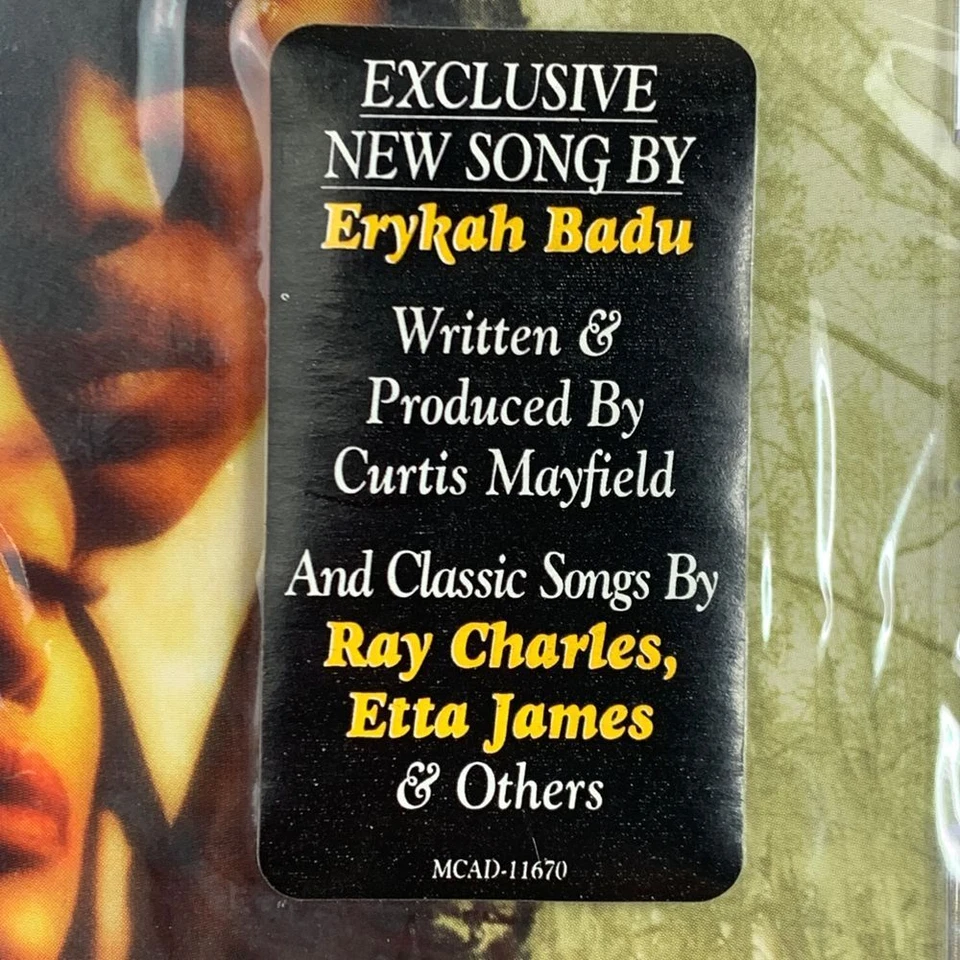 EXCLUSIVE
NEW SONG BY
Erykah Badu
Written &
Produced By
Curtis Mayfield
And Classic Songs By
Ray Charles,
Etta James
& Others
MCAD-11670